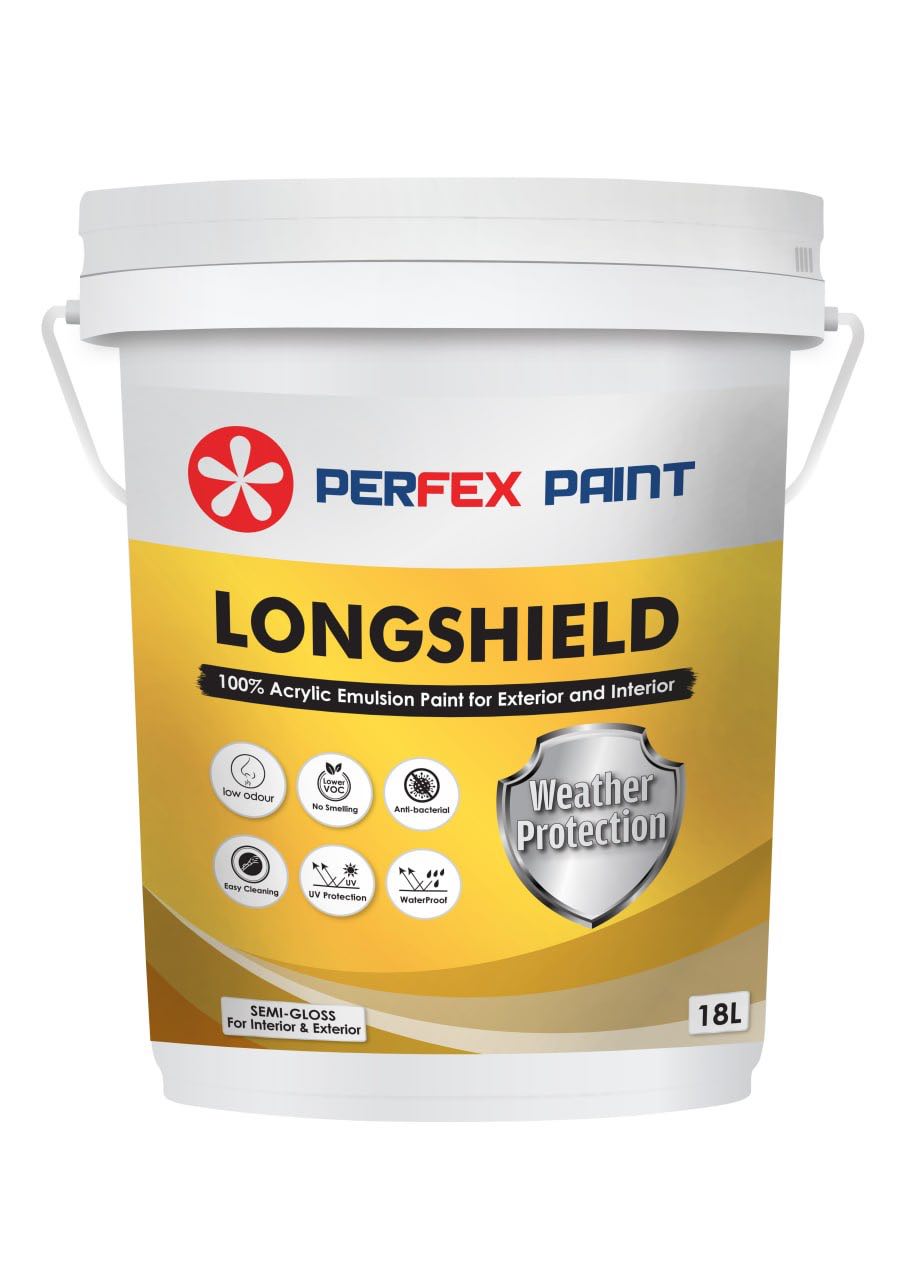 PERFEX PAINT
LONGSHIELD
100% Acrylic Emulsion Paint for Exterior and Interior
low odour
Lower
VOC
No Smelling
Anti-bacterial
Weather
Protection
Easy Cleaning
UV
UV Protection
WaterProof
SEMI-GLOSS
For Interior & Exterior
18L